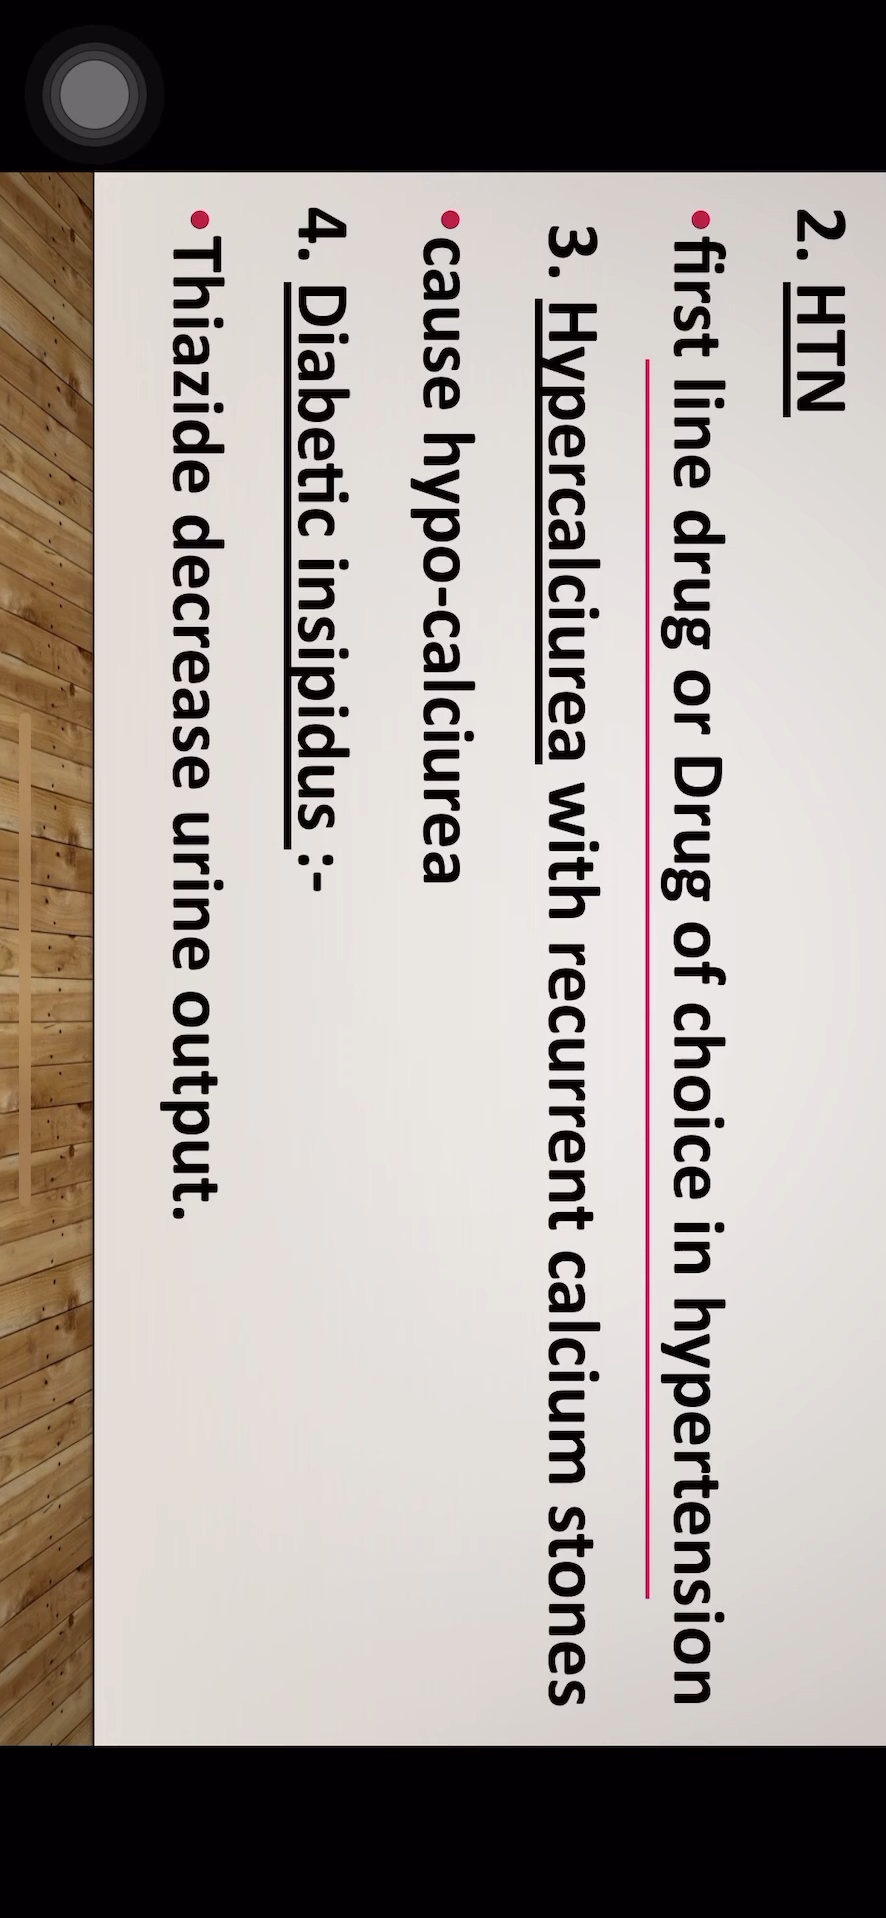 2. HTN
•first line drug or Drug of choice in hypertension
3. Hypercalciurea with recurrent calcium stones
•cause hypo-calciurea
4. Diabetic insipidus :-
•Thiazide decrease urine output.